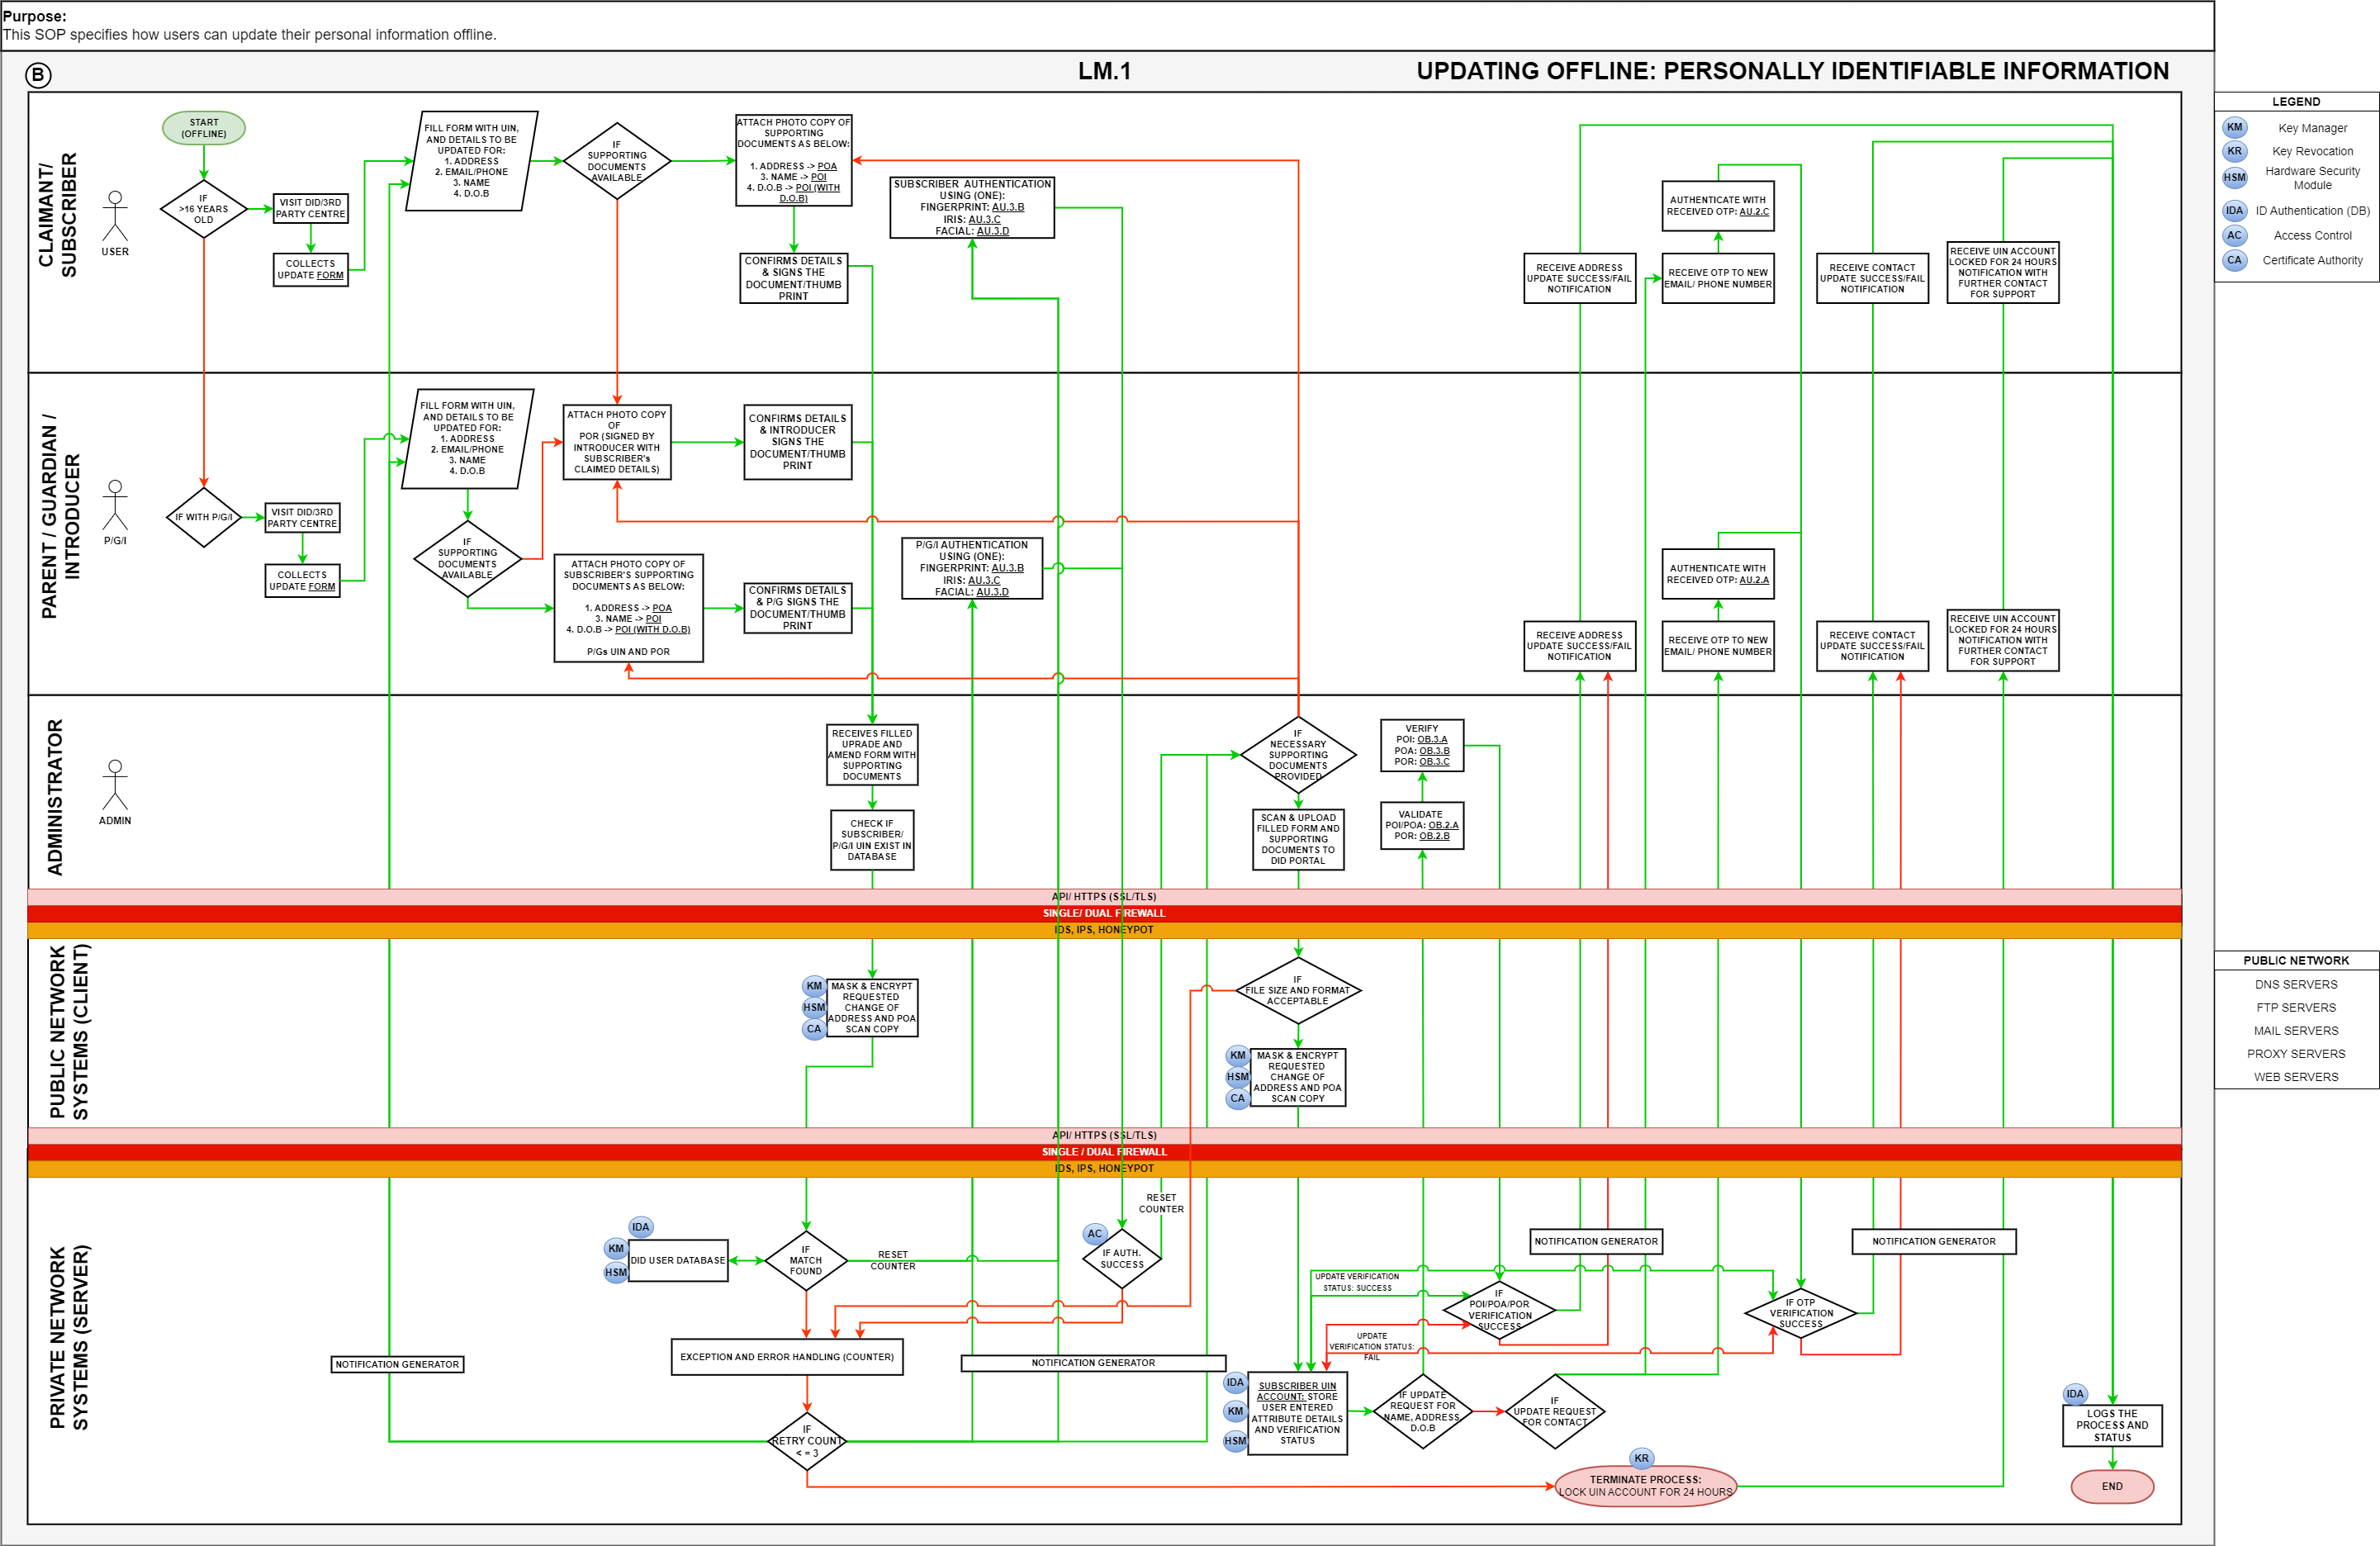 Purpose:
This SOP specifies how users can update their personal information offline.
B
LM.1
UPDATING OFFLINE: PERSONALLY IDENTIFIABLE INFORMATION
CLAIMANT/
SUBSCRIBER
USER
START
(OFFLINE)
IF
>16 YEARS
OLD
VISIT DID/3RD
PARTY CENTRE
COLLECTS
UPDATE FORM
FILL FORM WITH UIN,
AND DETAILS TO BE
UPDATED FOR:
1. ADDRESS
2. EMAIL/PHONE
3. NAME
4. D.O.B
IF
SUPPORTING
DOCUMENTS
AVAILABLE
ATTACH PHOTO COPY OF
SUPPORTING
DOCUMENTS AS BELOW:
1. ADDRESS -> POA
3. NAME -> POI
4. D.O.B -> POI (WITH
D.O.B)
CONFIRMS DETAILS
& SIGNS THE
DOCUMENT/THUMB
PRINT
SUBSCRIBER AUTHENTICATION
USING (ONE):
FINGERPRINT: AU.3.B
IRIS: AU.3.C
FACIAL: AU.3.D
RECEIVE ADDRESS
UPDATE SUCCESS/FAIL
NOTIFICATION
AUTHENTICATE WITH
RECEIVED OTP: AU.2.C
RECEIVE OTP TO NEW
EMAIL/ PHONE NUMBER
RECEIVE CONTACT
UPDATE SUCCESS/FAIL
NOTIFICATION
RECEIVE UIN ACCOUNT
LOCKED FOR 24 HOURS
NOTIFICATION WITH
FURTHER CONTACT
FOR SUPPORT
LEGEND
KM Key Manager
KR Key Revocation
HSM Hardware Security
Module
IDA ID Authentication (DB)
AC Access Control
CA Certificate Authority
PARENT / GUARDIAN /
INTRODUCER
P/G/I
IF WITH P/G/I
VISIT DID/3RD
PARTY CENTRE
COLLECTS
UPDATE FORM
FILL FORM WITH UIN,
AND DETAILS TO BE
UPDATED FOR:
1. ADDRESS
2. EMAIL/PHONE
3. NAME
4. D.O.B
IF
SUPPORTING
DOCUMENTS
AVAILABLE
ATTACH PHOTO COPY
OF
POR (SIGNED BY
INTRODUCER WITH
SUBSCRIBER's
CLAIMED DETAILS)
CONFIRMS DETAILS
& INTRODUCER
SIGNS THE
DOCUMENT/THUMB
PRINT
ATTACH PHOTO COPY OF
SUBSCRIBER'S SUPPORTING
DOCUMENTS AS BELOW:
1. ADDRESS -> POA
3. NAME -> POI
4. D.O.B -> POI (WITH D.O.B)
P/Gs UIN AND POR
CONFIRMS DETAILS
& P/G SIGNS THE
DOCUMENT/THUMB
PRINT
P/G/I AUTHENTICATION
USING (ONE):
FINGERPRINT: AU.3.B
IRIS: AU.3.C
FACIAL: AU.3.D
RECEIVE ADDRESS
UPDATE SUCCESS/FAIL
NOTIFICATION
AUTHENTICATE WITH
RECEIVED OTP: AU.2.A
RECEIVE OTP TO NEW
EMAIL/ PHONE NUMBER
RECEIVE CONTACT
UPDATE SUCCESS/FAIL
NOTIFICATION
RECEIVE UIN ACCOUNT
LOCKED FOR 24 HOURS
NOTIFICATION WITH
FURTHER CONTACT
FOR SUPPORT
ADMINISTRATOR
ADMIN
RECEIVES FILLED
UPRADE AND
AMEND FORM WITH
SUPPORTING
DOCUMENTS
CHECK IF
SUBSCRIBER/
P/G/I UIN EXIST IN
DATABASE
IF
NECESSARY
SUPPORTING
DOCUMENTS
PROVIDED
SCAN & UPLOAD
FILLED FORM AND
SUPPORTING
DOCUMENTS TO
DID PORTAL
VERIFY
POI: OB.3.A
POA: OB.3.B
POR: OB.3.C
VALIDATE
POI/POA: OB.2.A
POR: OB.2.B
API/ HTTPS (SSL/TLS)
SINGLE/ DUAL FIREWALL
IDS, IPS, HONEYPOT
PUBLIC NETWORK
SYSTEMS (CLIENT)
KM
HSM
CA
MASK & ENCRYPT
REQUESTED
CHANGE OF
ADDRESS AND POA
SCAN COPY
IF
FILE SIZE AND FORMAT
ACCEPTABLE
KM
HSM
CA
MASK & ENCRYPT
REQUESTED
CHANGE OF
ADDRESS AND POA
SCAN COPY
PUBLIC NETWORK
DNS SERVERS
FTP SERVERS
MAIL SERVERS
PROXY SERVERS
WEB SERVERS
API/ HTTPS (SSL/TLS)
SINGLE / DUAL FIREWALL
IDS, IPS, HONEYPOT
PRIVATE NETWORK
SYSTEMS (SERVER)
NOTIFICATION GENERATOR
IDA
KM
HSM
DID USER DATABASE
IF
MATCH
FOUND
RESET
COUNTER
AC
IF AUTH.
SUCCESS
RESET
COUNTER
EXCEPTION AND ERROR HANDLING (COUNTER)
NOTIFICATION GENERATOR
IF
RETRY COUNT
< = 3
UPDATE VERIFICATION
STATUS: SUCCESS
UPDATE
VERIFICATION STATUS:
FAIL
IF
POI/POA/POR
VERIFICATION
SUCCESS
NOTIFICATION GENERATOR
IF OTP
VERIFICATION
SUCCESS
NOTIFICATION GENERATOR
IDA
KM
HSM
SUBSCRIBER UIN
ACCOUNT: STORE
USER ENTERED
ATTRIBUTE DETAILS
AND VERIFICATION
STATUS
IF UPDATE
REQUEST FOR
NAME, ADDRESS
D.O.B
IF
UPDATE REQUEST
FOR CONTACT
KR
TERMINATE PROCESS:
LOCK UIN ACCOUNT FOR 24 HOURS
IDA
LOGS THE
PROCESS AND
STATUS
END